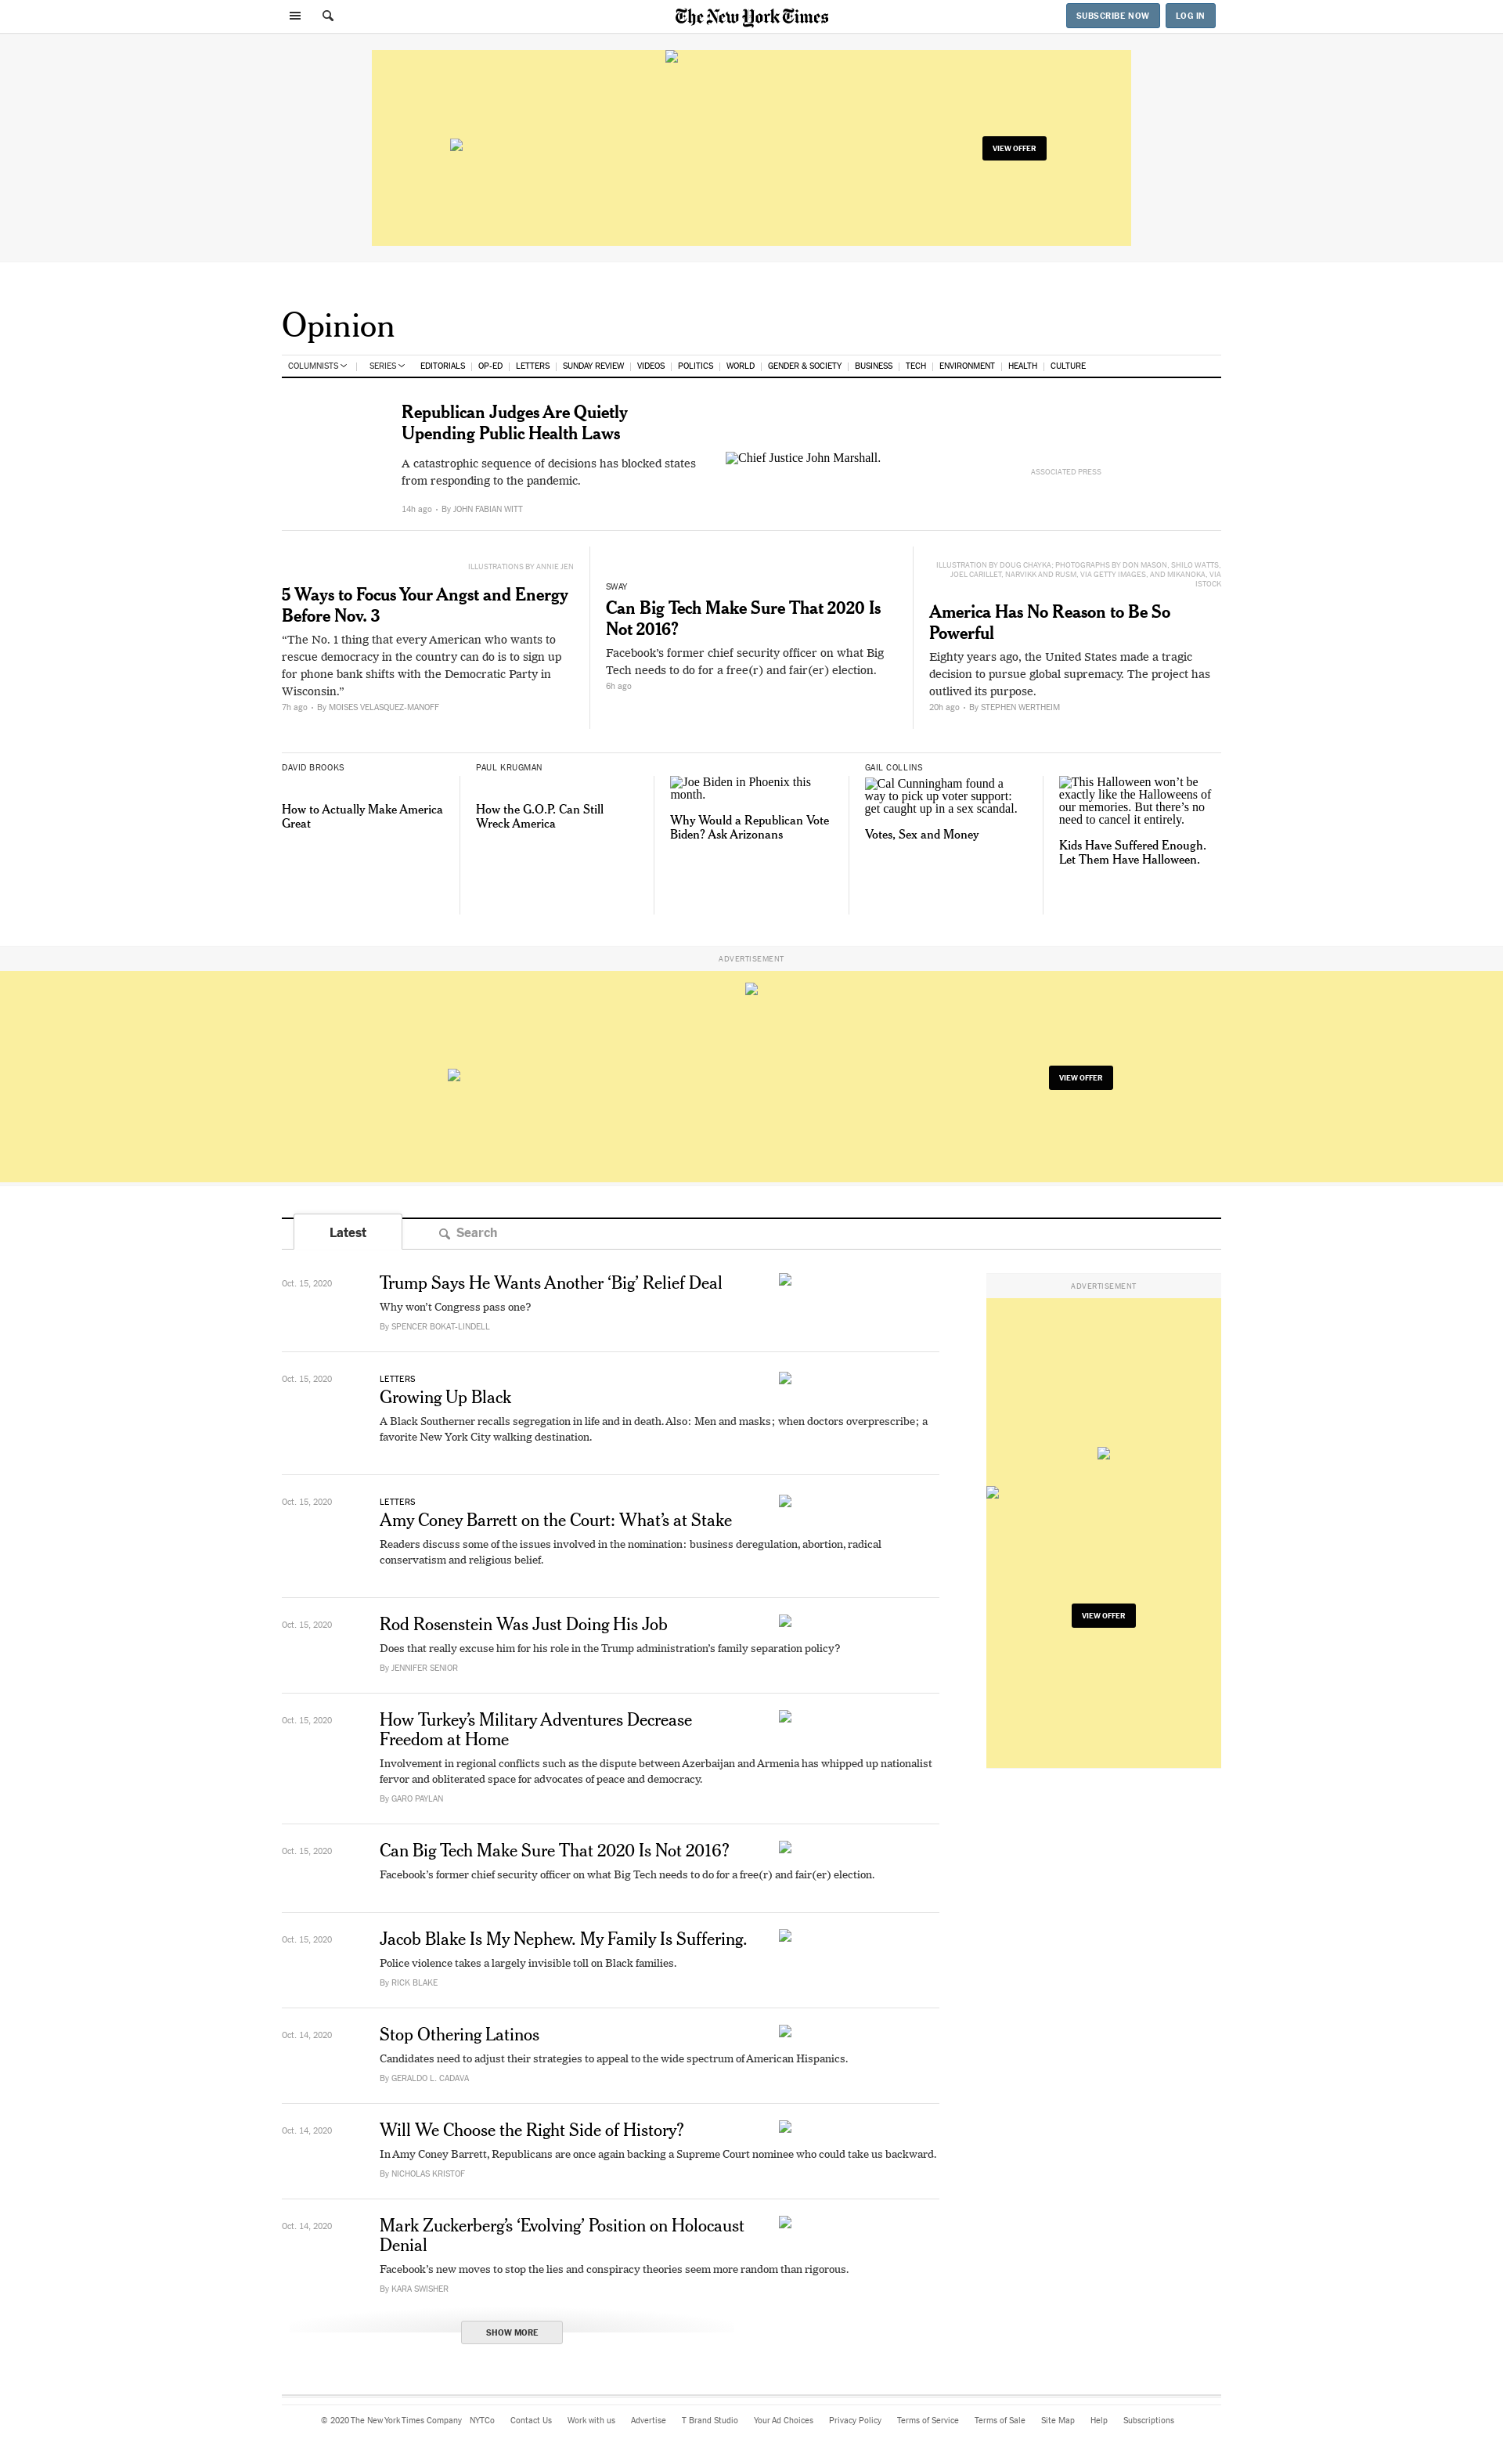 The New York Times
SUBSCRIBE NOW
LOG IN
VIEW OFFER
Opinion
COLUMNISTS
SERIES
EDITORIALS
OP-ED
LETTERS
SUNDAY REVIEW
VIDEOS
POLITICS
WORLD
GENDER & SOCIETY
BUSINESS
TECH
ENVIRONMENT
HEALTH
CULTURE
Republican Judges Are Quietly
Upending Public Health Laws
A catastrophic sequence of decisions has blocked states
from responding to the pandemic.
14h ago • By JOHN FABIAN WITT
Chief Justice John Marshall.
ASSOCIATED PRESS
ILLUSTRATIONS BY ANNIE JEN
5 Ways to Focus Your Angst and Energy
Before Nov. 3
“The No. 1 thing that every American who wants to
rescue democracy in the country can do is to sign up
for phone bank shifts with the Democratic Party in
Wisconsin.”
7h ago • By MOISES VELASQUEZ-MANOFF
SWAY
Can Big Tech Make Sure That 2020 Is
Not 2016?
Facebook’s former chief security officer on what Big
Tech needs to do for a free(r) and fair(er) election.
6h ago
ILLUSTRATION BY DOUG CHAYKA; PHOTOGRAPHS BY DON MASON, SHILO WATTS,
JOEL CARILLET, NARVIKK AND RUSM, VIA GETTY IMAGES, AND MIKANOKA, VIA
ISTOCK
America Has No Reason to Be So
Powerful
Eighty years ago, the United States made a tragic
decision to pursue global supremacy. The project has
outlived its purpose.
20h ago • By STEPHEN WERTHEIM
DAVID BROOKS
How to Actually Make America
Great
PAUL KRUGMAN
How the G.O.P. Can Still
Wreck America
Joe Biden in Phoenix this
month.
Why Would a Republican Vote
Biden? Ask Arizonans
GAIL COLLINS
Cal Cunningham found a
way to pick up voter support:
get caught up in a sex scandal.
Votes, Sex and Money
This Halloween won’t be
exactly like the Halloweens of
our memories. But there’s no
need to cancel it entirely.
Kids Have Suffered Enough.
Let Them Have Halloween.
ADVERTISEMENT
VIEW OFFER
Latest
Search
Oct. 15, 2020
Trump Says He Wants Another ‘Big’ Relief Deal
Why won’t Congress pass one?
By SPENCER BOKAT-LINDELL
Oct. 15, 2020
LETTERS
Growing Up Black
A Black Southerner recalls segregation in life and in death. Also: Men and masks; when doctors overprescribe; a
favorite New York City walking destination.
Oct. 15, 2020
LETTERS
Amy Coney Barrett on the Court: What’s at Stake
Readers discuss some of the issues involved in the nomination: business deregulation, abortion, radical
conservatism and religious belief.
Oct. 15, 2020
Rod Rosenstein Was Just Doing His Job
Does that really excuse him for his role in the Trump administration’s family separation policy?
By JENNIFER SENIOR
Oct. 15, 2020
How Turkey’s Military Adventures Decrease
Freedom at Home
Involvement in regional conflicts such as the dispute between Azerbaijan and Armenia has whipped up nationalist
fervor and obliterated space for advocates of peace and democracy.
By GARO PAYLAN
Oct. 15, 2020
Can Big Tech Make Sure That 2020 Is Not 2016?
Facebook’s former chief security officer on what Big Tech needs to do for a free(r) and fair(er) election.
Oct. 15, 2020
Jacob Blake Is My Nephew. My Family Is Suffering.
Police violence takes a largely invisible toll on Black families.
By RICK BLAKE
Oct. 14, 2020
Stop Othering Latinos
Candidates need to adjust their strategies to appeal to the wide spectrum of American Hispanics.
By GERALDO L. CADAVA
Oct. 14, 2020
Will We Choose the Right Side of History?
In Amy Coney Barrett, Republicans are once again backing a Supreme Court nominee who could take us backward.
By NICHOLAS KRISTOF
Oct. 14, 2020
Mark Zuckerberg’s ‘Evolving’ Position on Holocaust
Denial
Facebook’s new moves to stop the lies and conspiracy theories seem more random than rigorous.
By KARA SWISHER
SHOW MORE
ADVERTISEMENT
VIEW OFFER
© 2020 The New York Times Company
NYTCo
Contact Us
Work with us
Advertise
T Brand Studio
Your Ad Choices
Privacy Policy
Terms of Service
Terms of Sale
Site Map
Help
Subscriptions